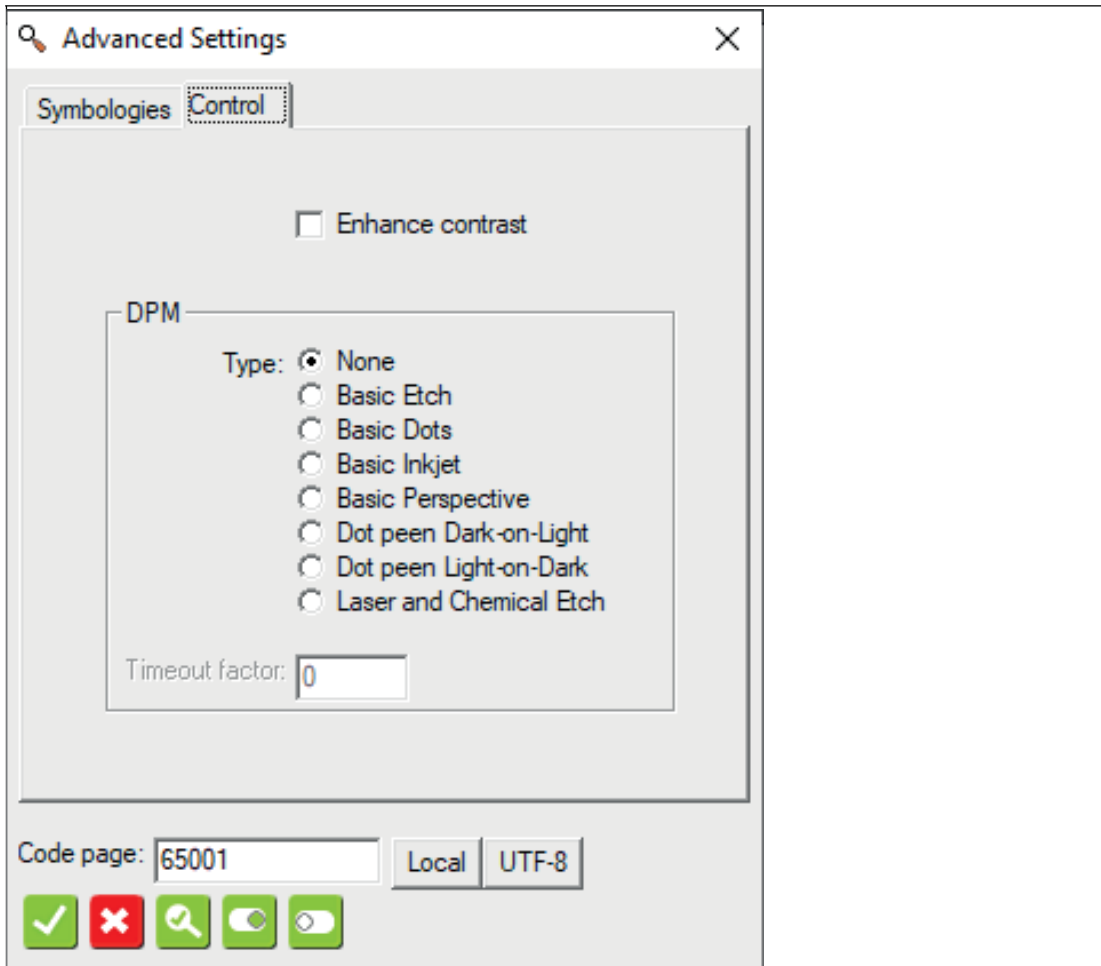 Advanced Settings
Symbologies Control
Enhance contrast
DPM
Type: None
Basic Etch
Basic Dots
Basic Inkjet
Basic Perspective
Dot peen Dark-on-Light
Dot peen Light-on-Dark
Laser and Chemical Etch
Timeout factor: 0
Code page: 65001 Local UTF-8